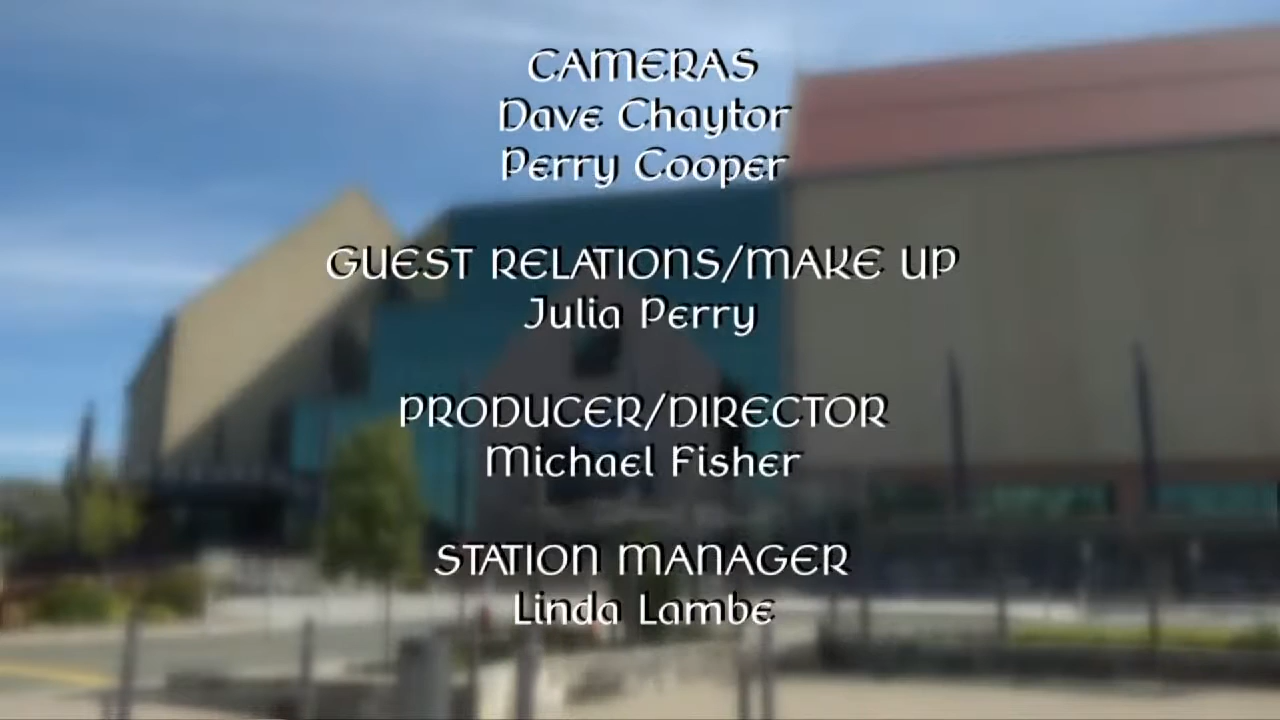 CAMERAS
Dave Chaytor
Perry Cooper
GUEST RELATIONS/MAKE UP
Julia Perry
PRODUCER/DIRECTOR
Michael Fisher
STATION MANAGER
Linda Lambe